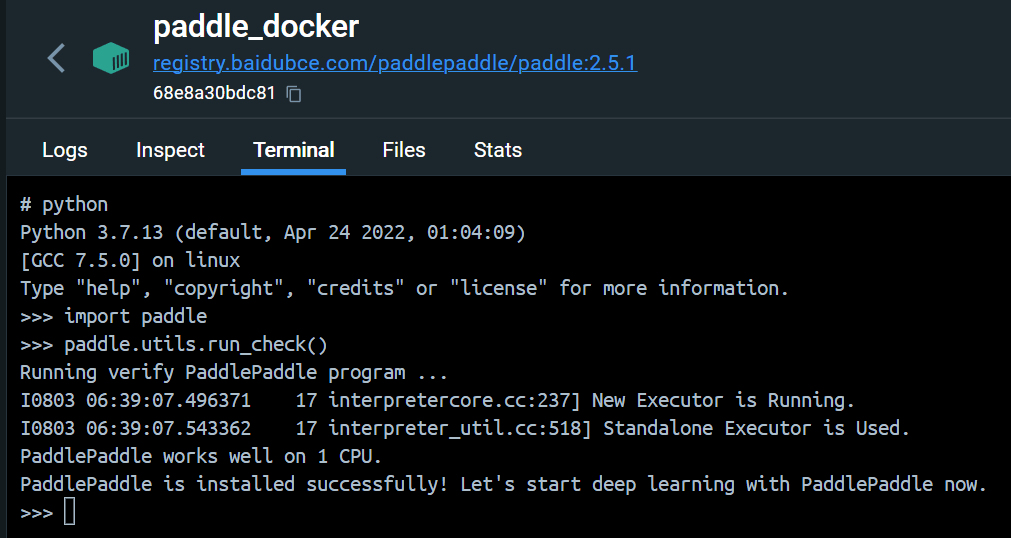 paddle_docker
registry.baidubce.com/paddlepaddle/paddle:2.5.1
68e8a30bdc81
Logs Inspect Terminal Files Stats
# python
Python 3.7.13 (default, Apr 24 2022, 01:04:09)
[GCC 7.5.0] on linux
Type "help", "copyright", "credits" or "license" for more information.
>>> import paddle
>>> paddle.utils.run_check()
Running verify PaddlePaddle program ...
I0803 06:39:07.496371    17 interpretercore.cc:237] New Executor is Running.
I0803 06:39:07.543362    17 interpreter_util.cc:518] Standalone Executor is Used.
PaddlePaddle works well on 1 CPU.
PaddlePaddle is installed successfully! Let's start deep learning with PaddlePaddle now.
>>>